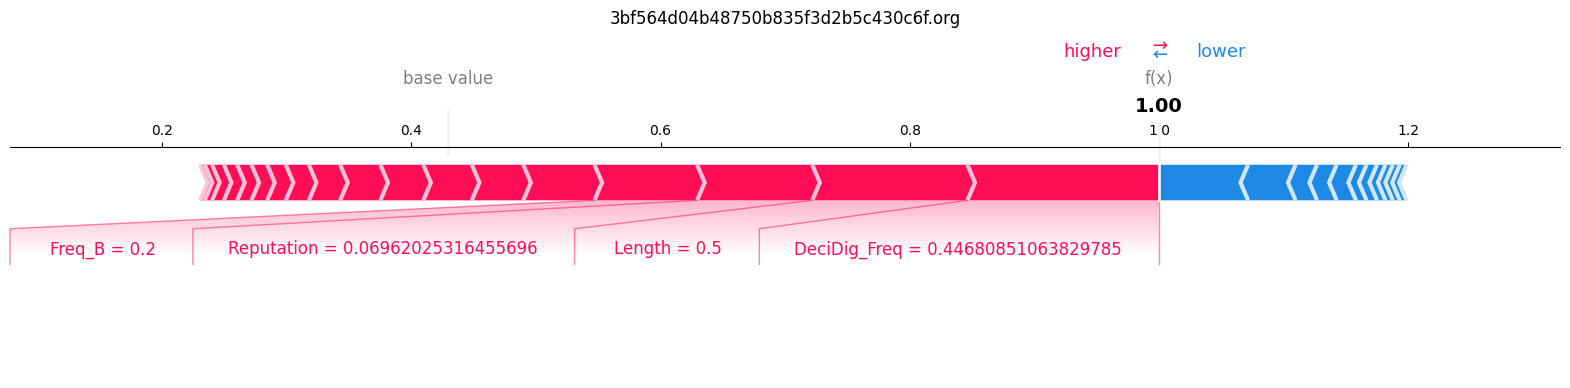 3bf564d04b48750b835f3d2b5c430c6f.org
higher ⇄ lower
base value f(x)
1.00
0.2 0.4 0.6 0.8 1.0 1.2
Freq_B = 0.2 Reputation = 0.06962025316455696 Length = 0.5 DeciDig_Freq = 0.44680851063829785